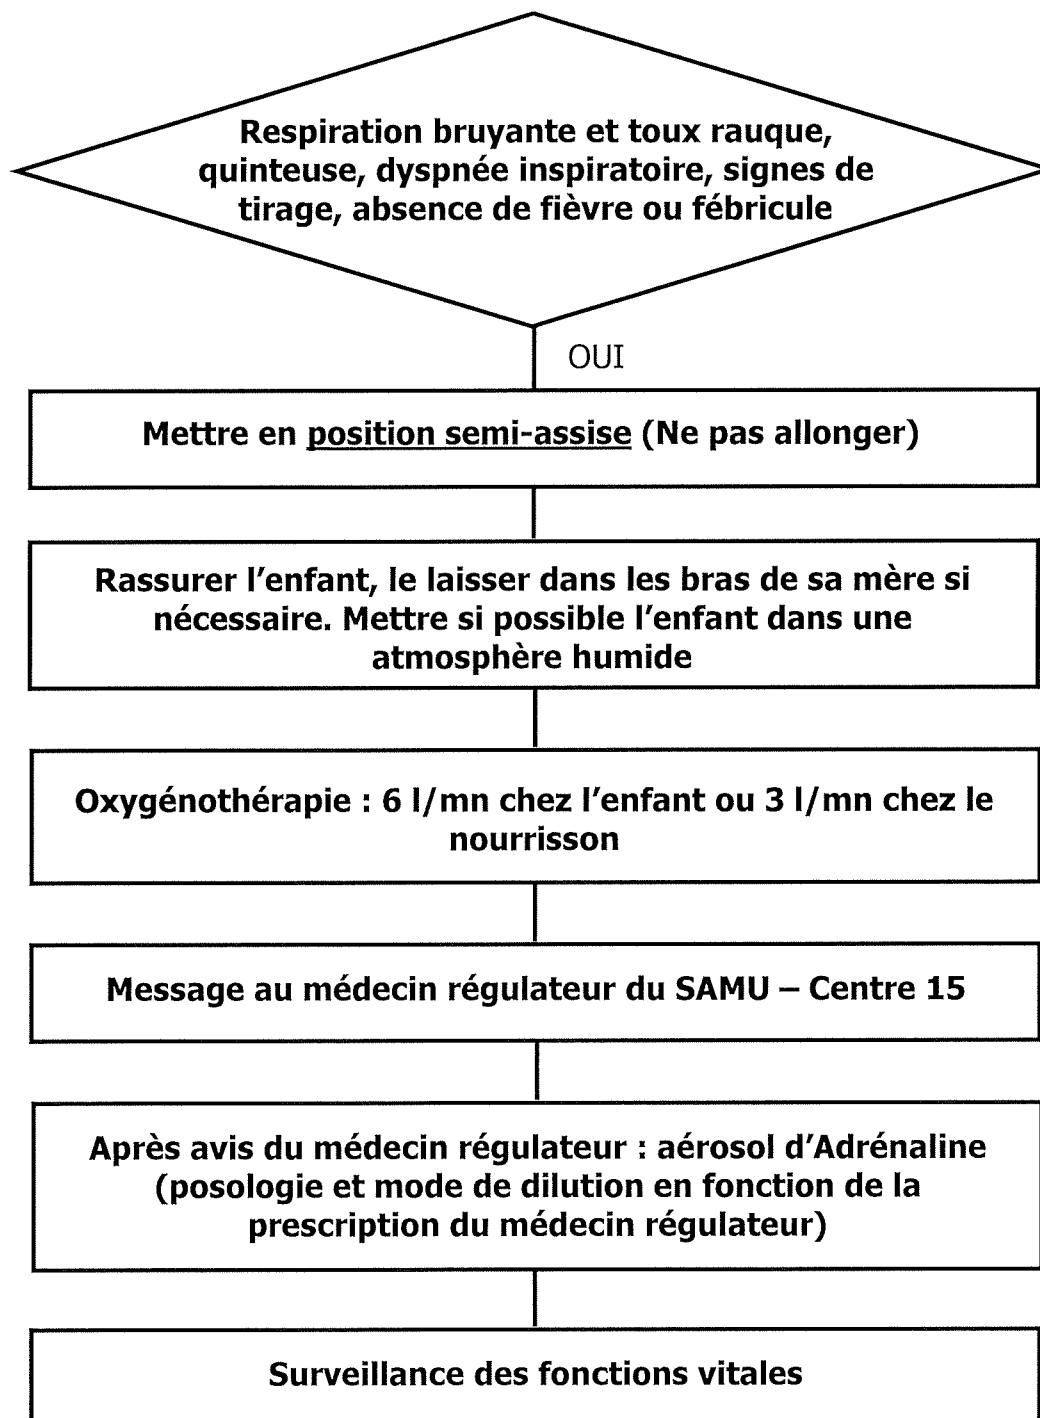 Respiration bruyante et toux rauque,
quinteuse, dyspnée inspiratoire, signes de
tirage, absence de fièvre ou fébricule
OUI
Mettre en position semi-assise (Ne pas allonger)
Rassurer l'enfant, le laisser dans les bras de sa mère si
nécessaire. Mettre si possible l'enfant dans une
atmosphère humide
Oxygénothérapie : 6 l/mn chez l'enfant ou 3 l/mn chez le
nourrisson
Message au médecin régulateur du SAMU – Centre 15
Après avis du médecin régulateur : aérosol d'Adrénaline
(posologie et mode de dilution en fonction de la
prescription du médecin régulateur)
Surveillance des fonctions vitales